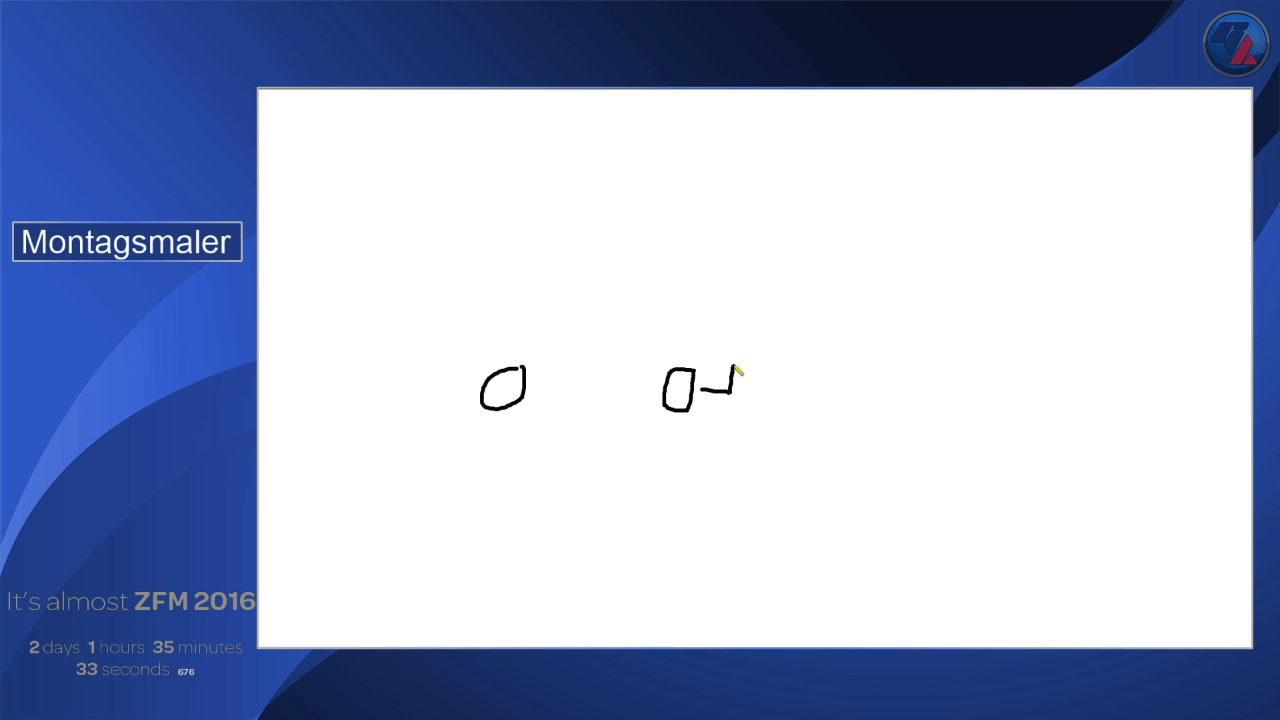 Montagsmaler
It's almost ZFM 2016
2 days 1 hours 35 minutes
33 seconds 676